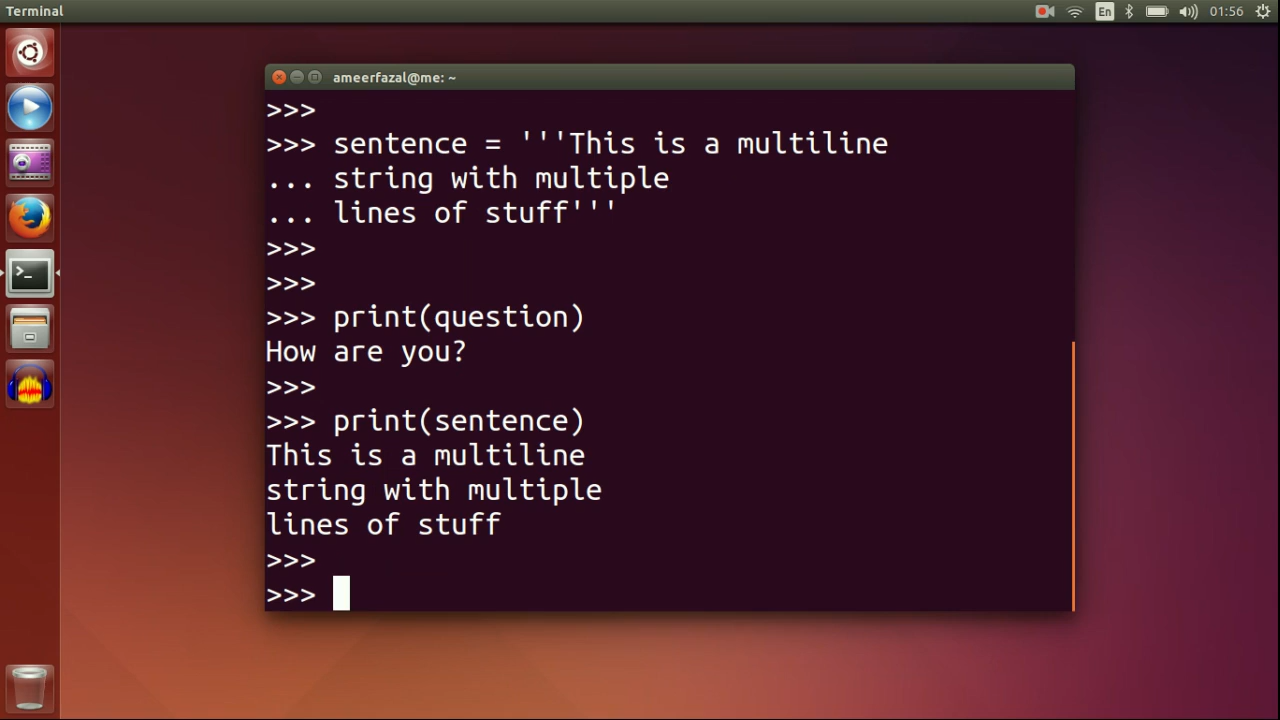 Terminal
En
01:56
ameerfazal@me: ~
>>>
>>> sentence = '''This is a multiline
... string with multiple
... lines of stuff'''
>>>
>>>
>>> print(question)
How are you?
>>>
>>> print(sentence)
This is a multiline
string with multiple
lines of stuff
>>>
>>>